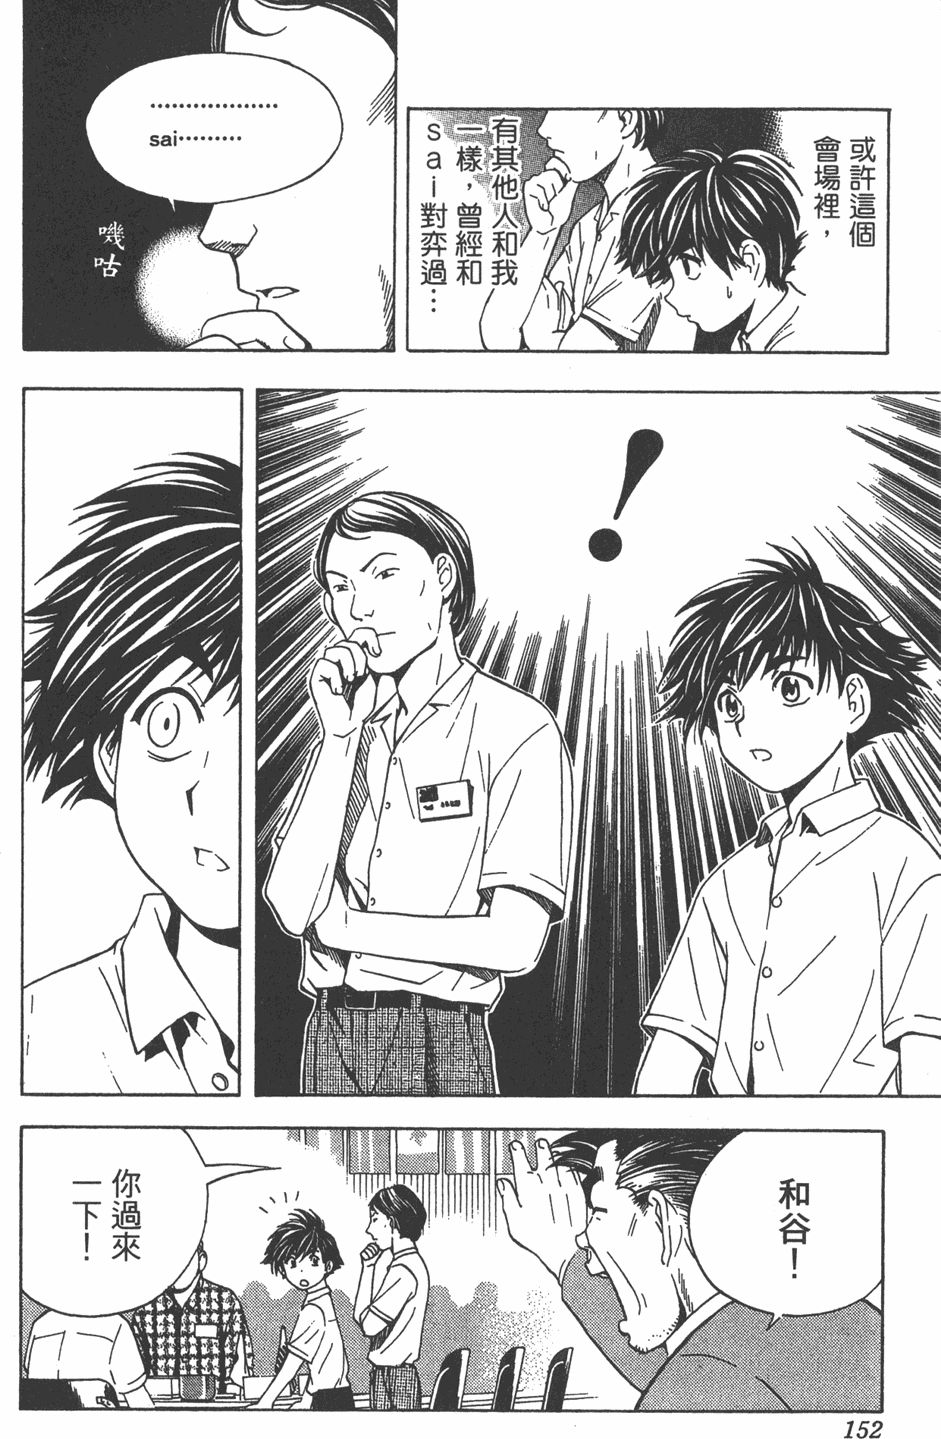 或許這個
會場裡，
有其他人和我
一樣，曾經和
sai對弈過…
…………………
sai………
嘰
咕
！
和谷！
你過來
一下！
152